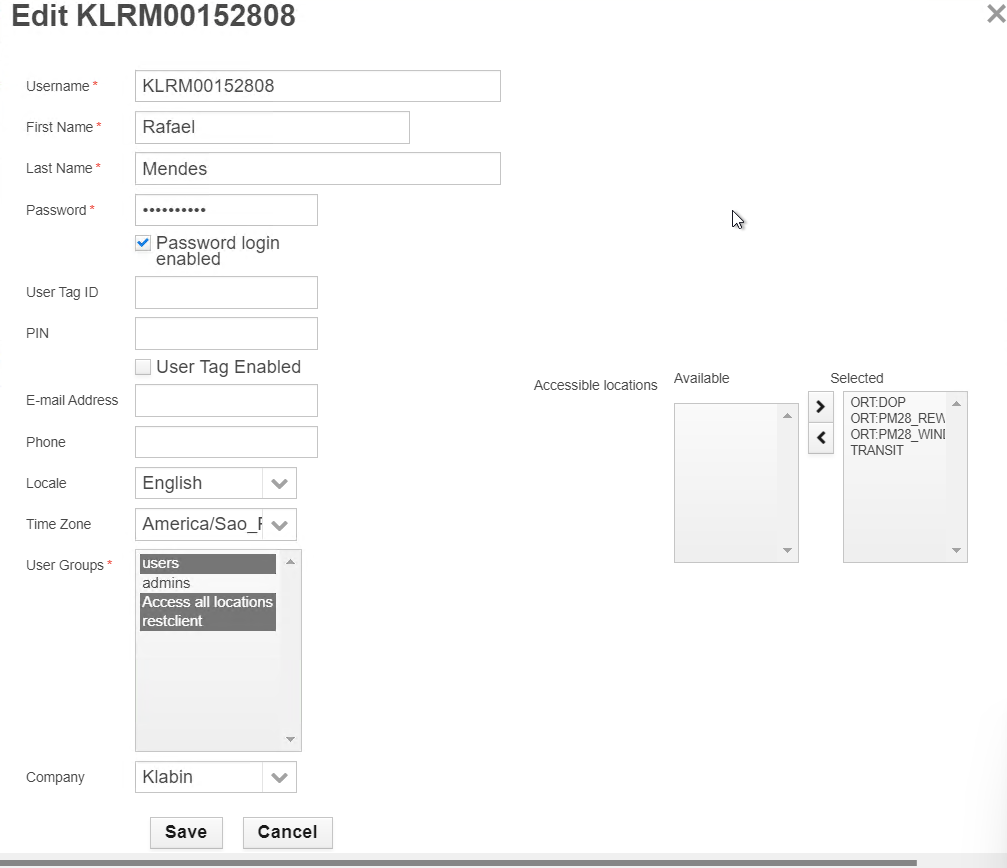 Edit KLRM00152808
Username *
KLRM00152808
First Name *
Rafael
Last Name *
Mendes
Password *
••••••••••
Password login
enabled
User Tag ID
PIN
User Tag Enabled
E-mail Address
Phone
Locale
English
Time Zone
America/Sao_
User Groups *
users
admins
Access all locations
restclient
Company
Klabin
Accessible locations
Available
Selected
ORT:DOP
ORT:PM28_REW
ORT:PM28_WIN
TRANSIT
Save
Cancel